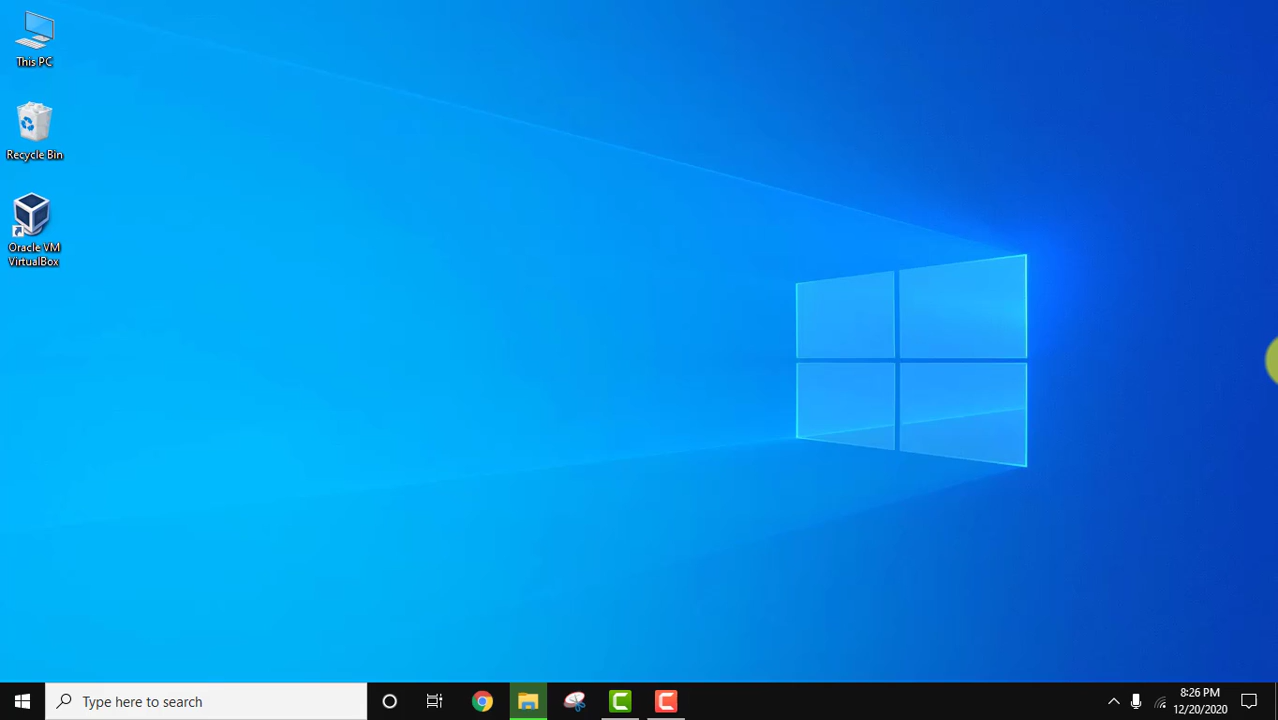 This PC
Recycle Bin
Oracle VM
VirtualBox
Type here to search
8:26 PM
12/20/2020